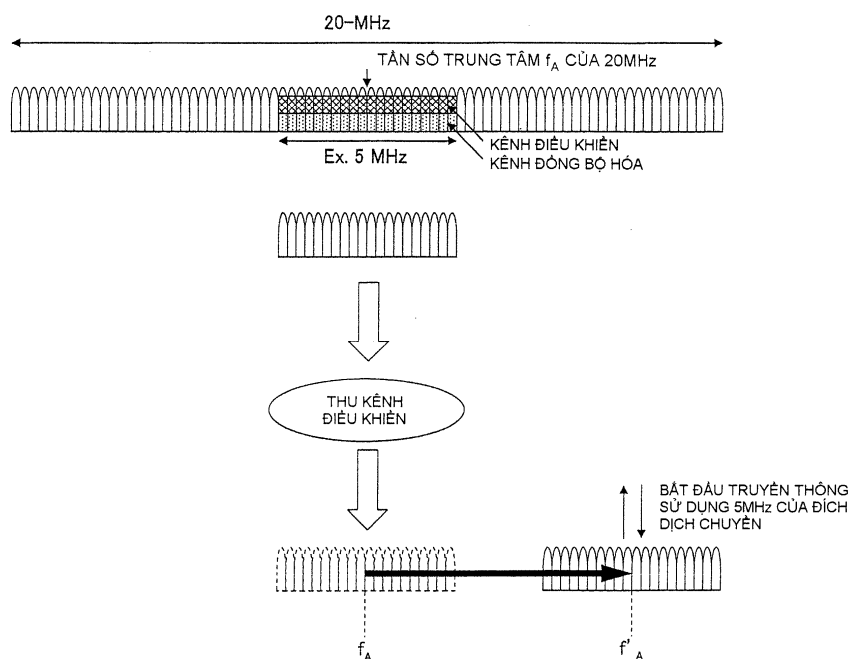 20-MHz
TẦN SỐ TRUNG TÂM fA CỦA 20MHz
KÊNH ĐIỀU KHIỂN
KÊNH ĐỒNG BỘ HÓA
Ex. 5 MHz
THU KÊNH
ĐIỀU KHIỂN
BẮT ĐẦU TRUYỀN THÔNG
SỬ DỤNG 5MHz CỦA ĐÍCH
DỊCH CHUYỂN
fA
f'A